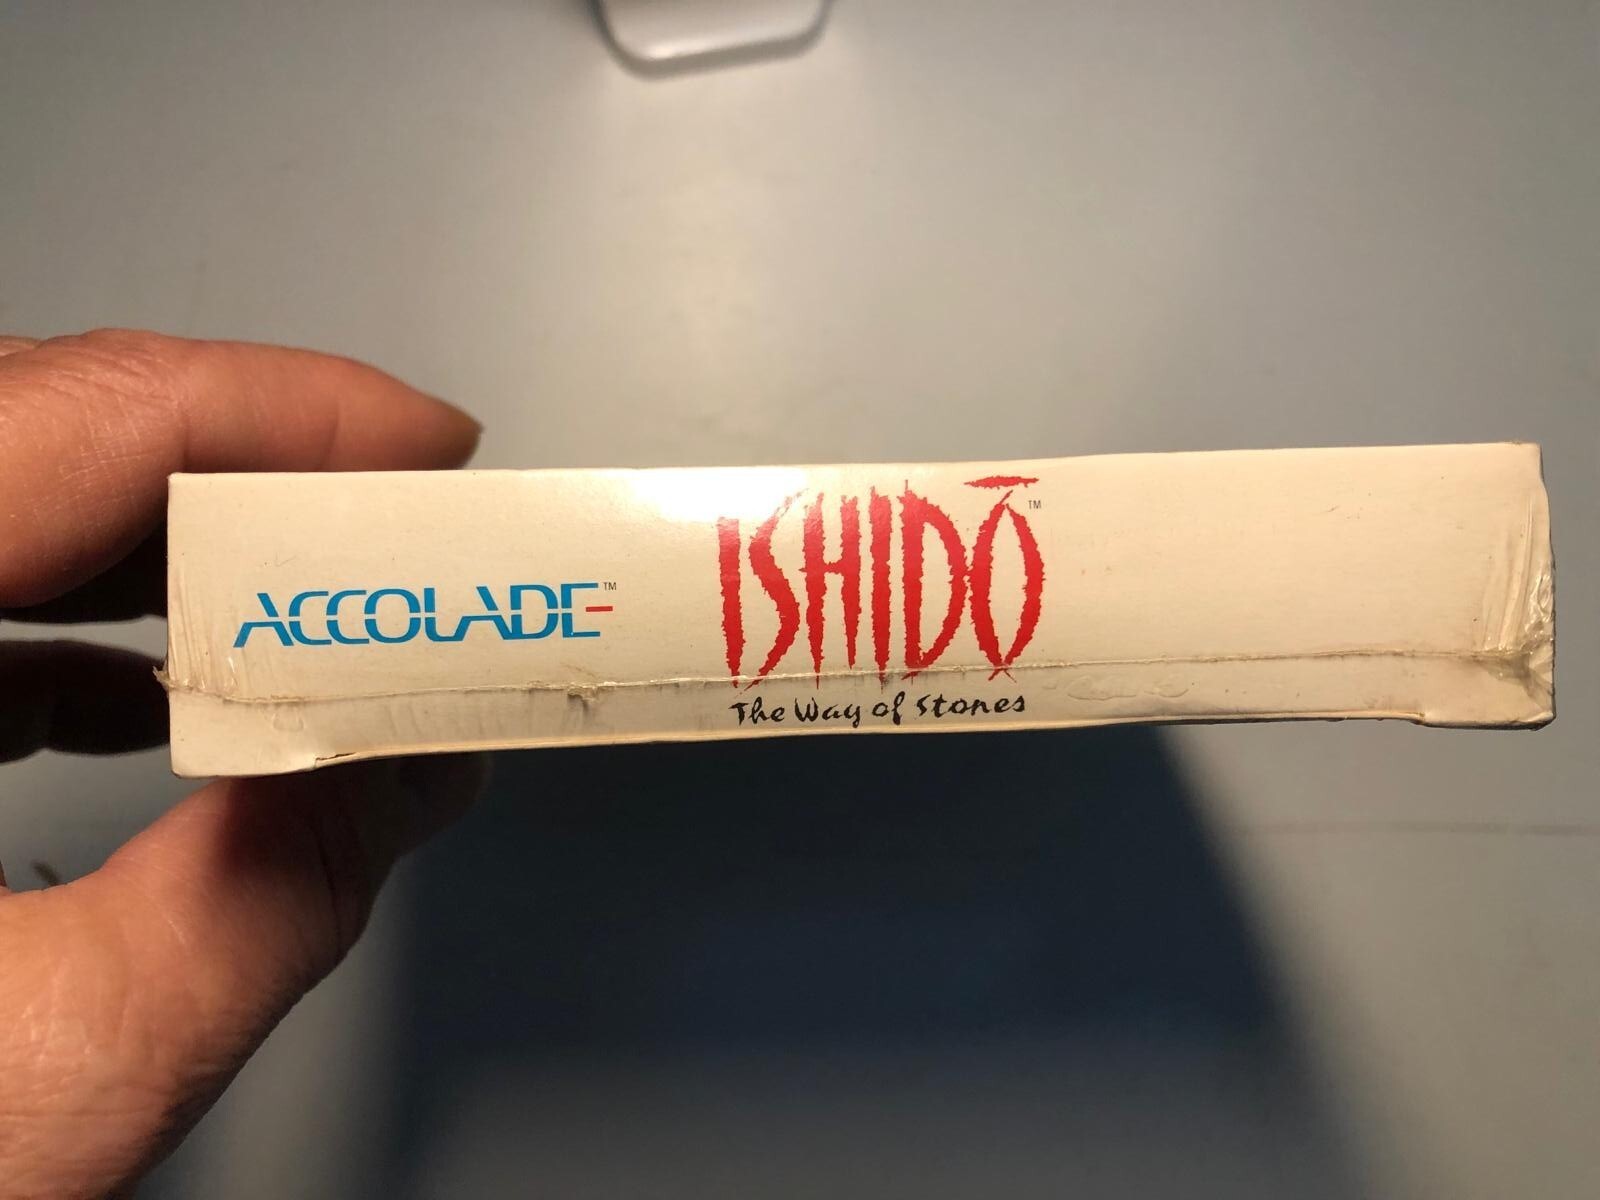 ACCOLADE™
ISHIDŌ™
The Way of Stones